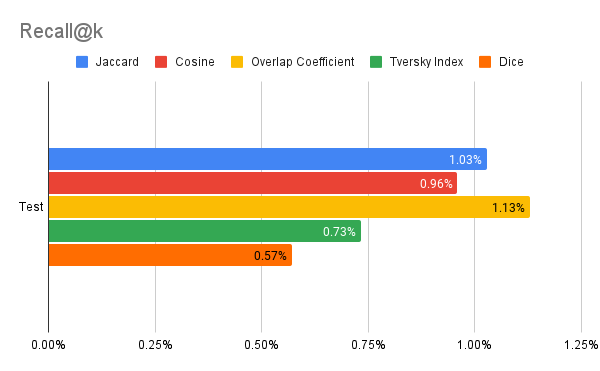 Recall@k
Jaccard Cosine Overlap Coefficient Tversky Index Dice
1.03%
0.96%
Test 1.13%
0.73%
0.57%
0.00% 0.25% 0.50% 0.75% 1.00% 1.25%